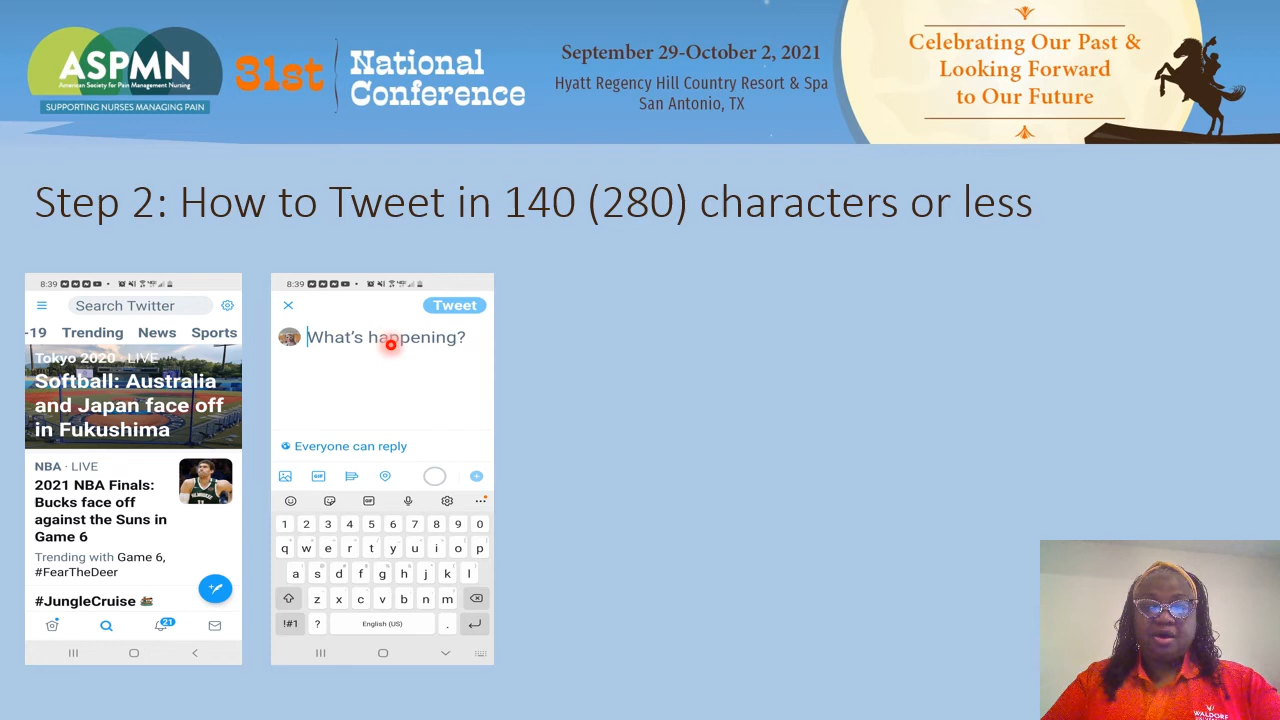 ASPMN
American Society for Pain Management Nursing
SUPPORTING NURSES MANAGING PAIN
31st
National
Conference
September 29-October 2, 2021
Hyatt Regency Hill Country Resort & Spa
San Antonio, TX
Celebrating Our Past &
Looking Forward
to Our Future
Step 2: How to Tweet in 140 (280) characters or less
8:39
Search Twitter
-19 Trending News Sports
Tokyo 2020 · LIVE
Softball: Australia
and Japan face off
in Fukushima
NBA · LIVE
2021 NBA Finals:
Bucks face off
against the Suns in
Game 6
Trending with Game 6,
#FearTheDeer
#JungleCruise
21
8:39
Tweet
What's happening?
Everyone can reply
GIF
GIF
1 2 3 4 5 6 7 8 9 0
q w e r t y u i o p
a s d f g h j k l
z x c v b n m
!#1 ? English (US) .
WALDORF